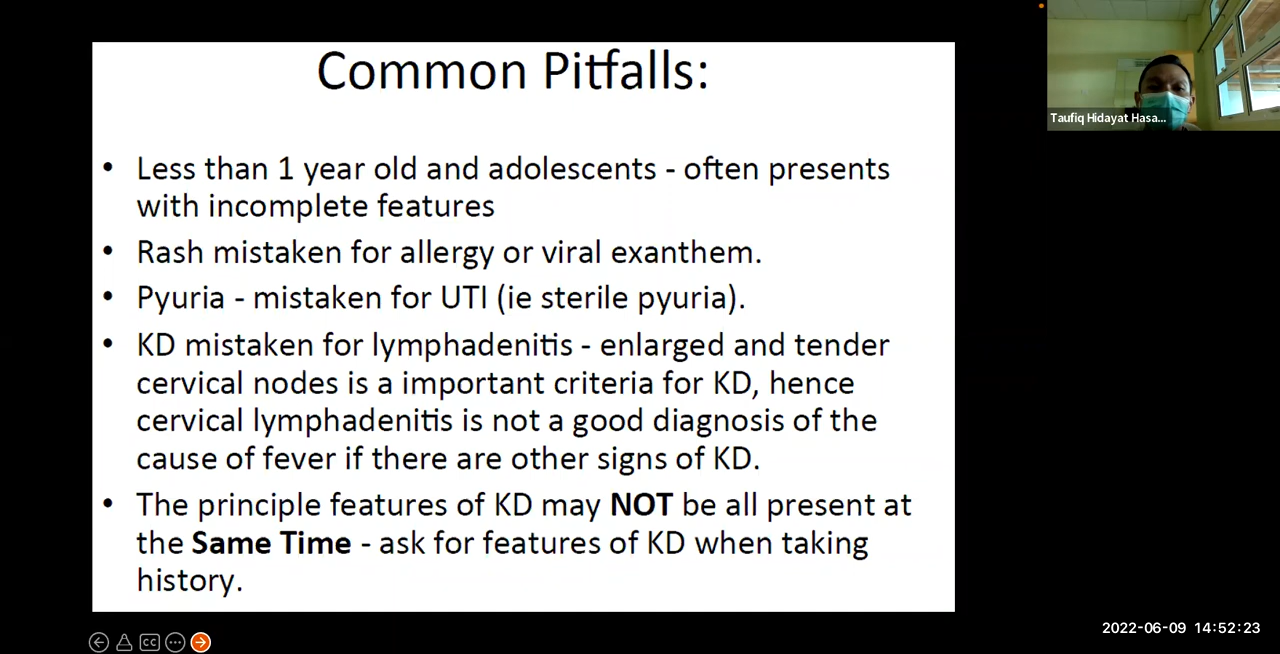 Common Pitfalls:
• Less than 1 year old and adolescents - often presents
with incomplete features
• Rash mistaken for allergy or viral exanthem.
• Pyuria - mistaken for UTI (ie sterile pyuria).
• KD mistaken for lymphadenitis - enlarged and tender
cervical nodes is a important criteria for KD, hence
cervical lymphadenitis is not a good diagnosis of the
cause of fever if there are other signs of KD.
• The principle features of KD may NOT be all present at
the Same Time - ask for features of KD when taking
history.
Taufiq Hidayat Hasa...
CC
2022-06-09 14:52:23